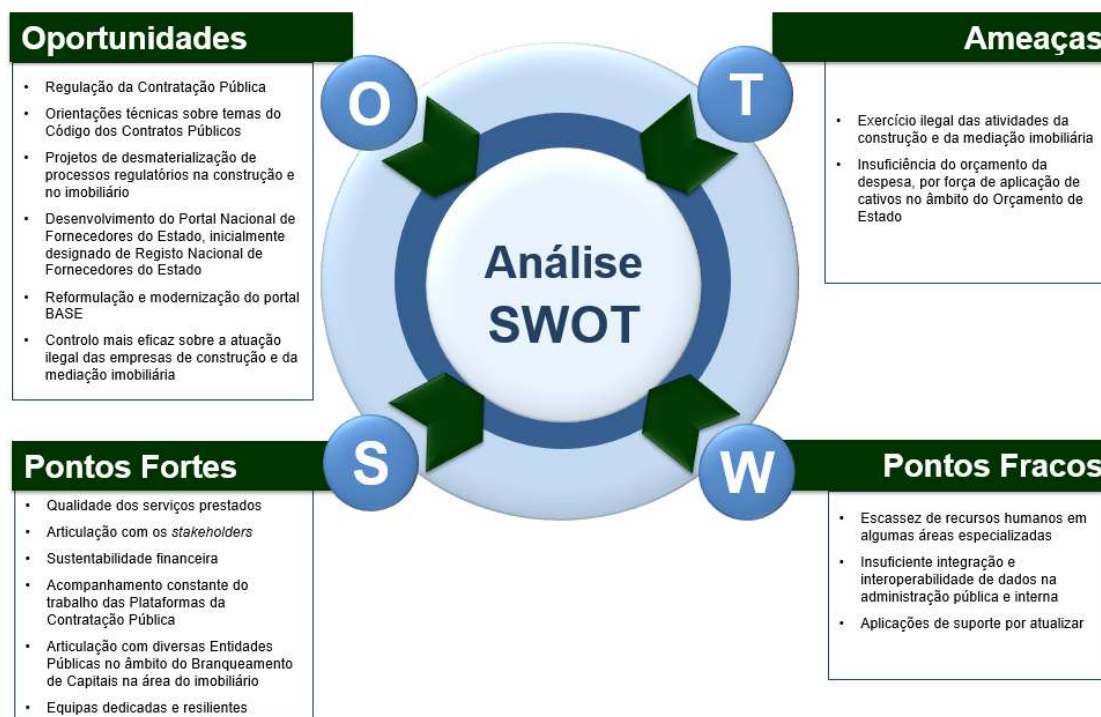 Oportunidades
• Regulação da Contratação Pública
• Orientações técnicas sobre temas do
Código dos Contratos Públicos
• Projetos de desmaterialização de
processos regulatórios na construção e
no imobiliário
• Desenvolvimento do Portal Nacional de
Fornecedores do Estado, inicialmente
designado de Registo Nacional de
Fornecedores do Estado
• Reformulação e modernização do portal
BASE
• Controlo mais eficaz sobre a atuação
ilegal das empresas de construção e da
mediação imobiliária
O
T
Ameaças
• Exercício ilegal das atividades da
construção e da mediação imobiliária
• Insuficiência do orçamento da
despesa, por força de aplicação de
cativos no âmbito do Orçamento de
Estado
Análise
SWOT
Pontos Fortes
• Qualidade dos serviços prestados
• Articulação com os stakeholders
• Sustentabilidade financeira
• Acompanhamento constante do
trabalho das Plataformas da
Contratação Pública
• Articulação com diversas Entidades
Públicas no âmbito do Branqueamento
de Capitais na área do imobiliário
• Equipas dedicadas e resilientes
S
W
Pontos Fracos
• Escassez de recursos humanos em
algumas áreas especializadas
• Insuficiente integração e
interoperabilidade de dados na
administração pública e interna
• Aplicações de suporte por atualizar